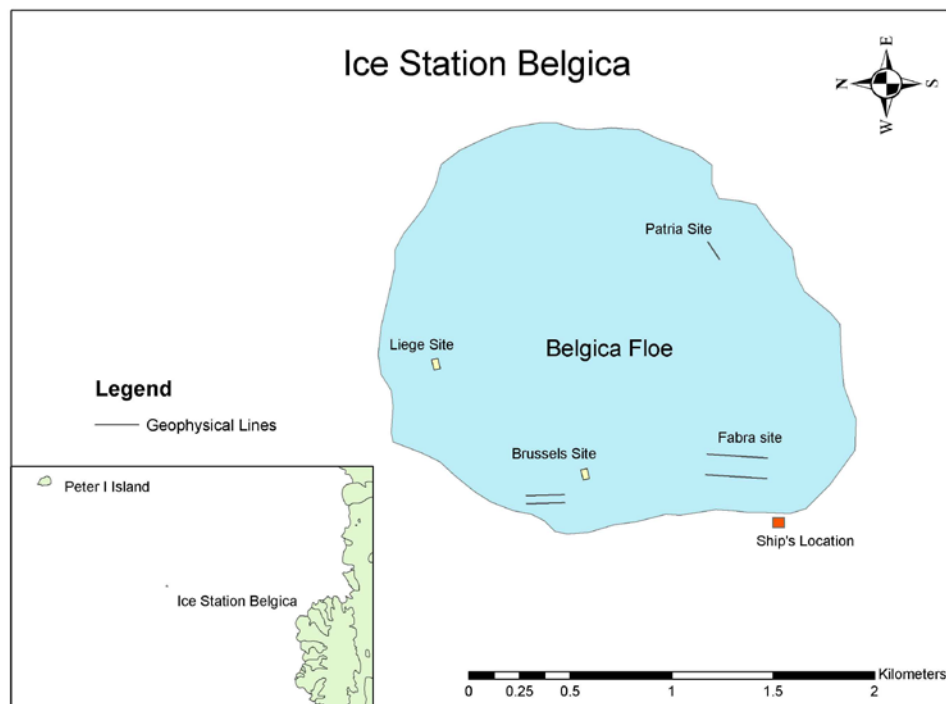 Ice Station Belgica
E
N
S
W
Patria Site
Liege Site
Belgica Floe
Legend
Geophysical Lines
Fabra site
Brussels Site
Peter I Island
Ship's Location
Ice Station Belgica
Kilometers
0 0.25 0.5 1 1.5 2